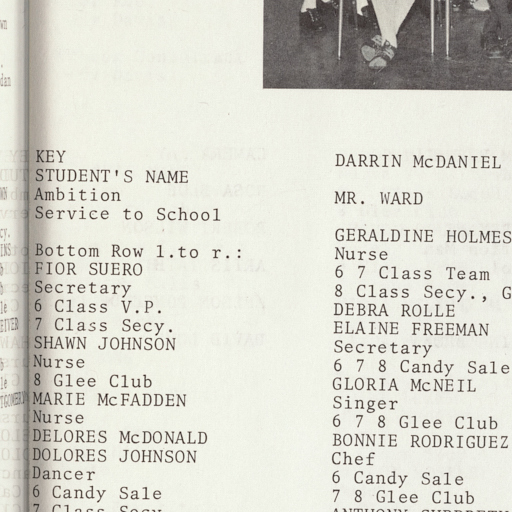 KEY
STUDENT'S NAME
Ambition
Service to School
Bottom Row l.to r.:
FIOR SUERO
Secretary
6 Class V.P.
7 Class Secy.
SHAWN JOHNSON
Nurse
8 Glee Club
MARIE McFADDEN
Nurse
DELORES McDONALD
DOLORES JOHNSON
Dancer
6 Candy Sale
7 Class Secy.
DARRIN McDANIEL
MR. WARD
GERALDINE HOLMES
Nurse
6 7 Class Team
8 Class Secy., G
DEBRA ROLLE
ELAINE FREEMAN
Secretary
6 7 8 Candy Sale
GLORIA McNEIL
Singer
6 7 8 Glee Club
BONNIE RODRIGUEZ
Chef
6 Candy Sale
7 8 Glee Club